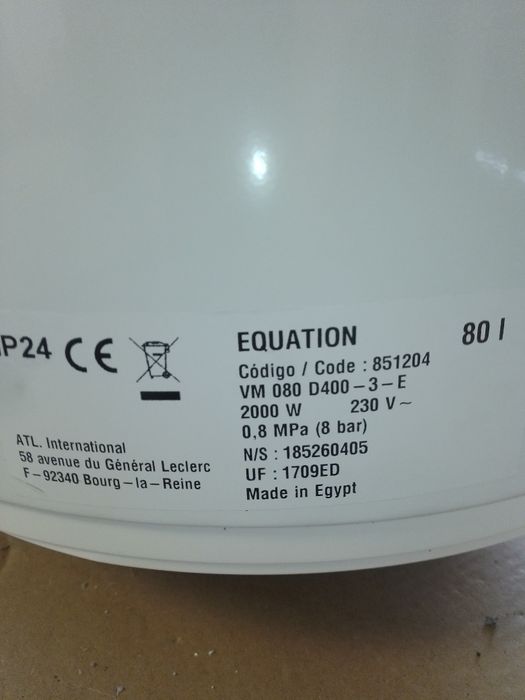 IP24 CE
ATL. International
58 avenue du Général Leclerc
F-92340 Bourg-la-Reine
EQUATION 80 l
Código / Code : 851204
VM 080 D400-3-E
2000 W 230 V~
0,8 MPa (8 bar)
N/S : 185260405
UF : 1709ED
Made in Egypt